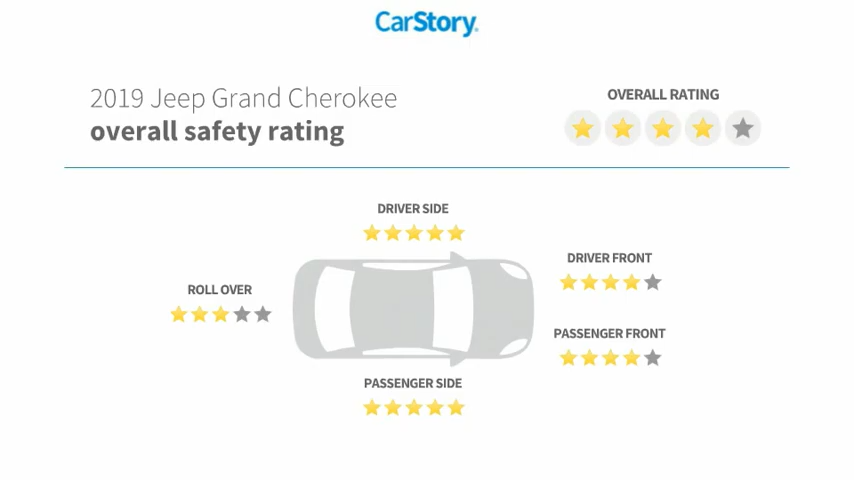 CarStory.
2019 Jeep Grand Cherokee
overall safety rating
OVERALL RATING
DRIVER SIDE
DRIVER FRONT
ROLL OVER
PASSENGER FRONT
PASSENGER SIDE